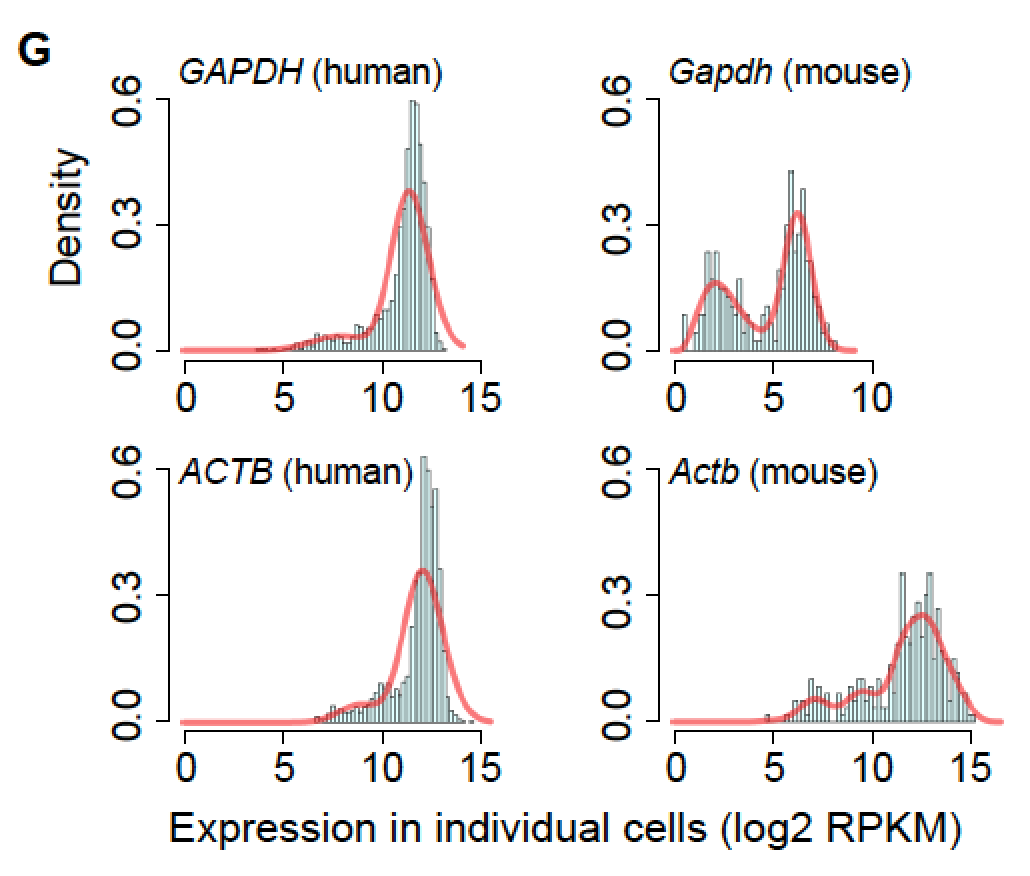 G
GAPDH (human)
Gapdh (mouse)
Density
0.0 0.3 0.6
0.0 0.3 0.6
0 5 10 15
0 5 10
ACTB (human)
Actb (mouse)
0.0 0.3 0.6
0.0 0.3 0.6
0 5 10 15
0 5 10 15
Expression in individual cells (log2 RPKM)